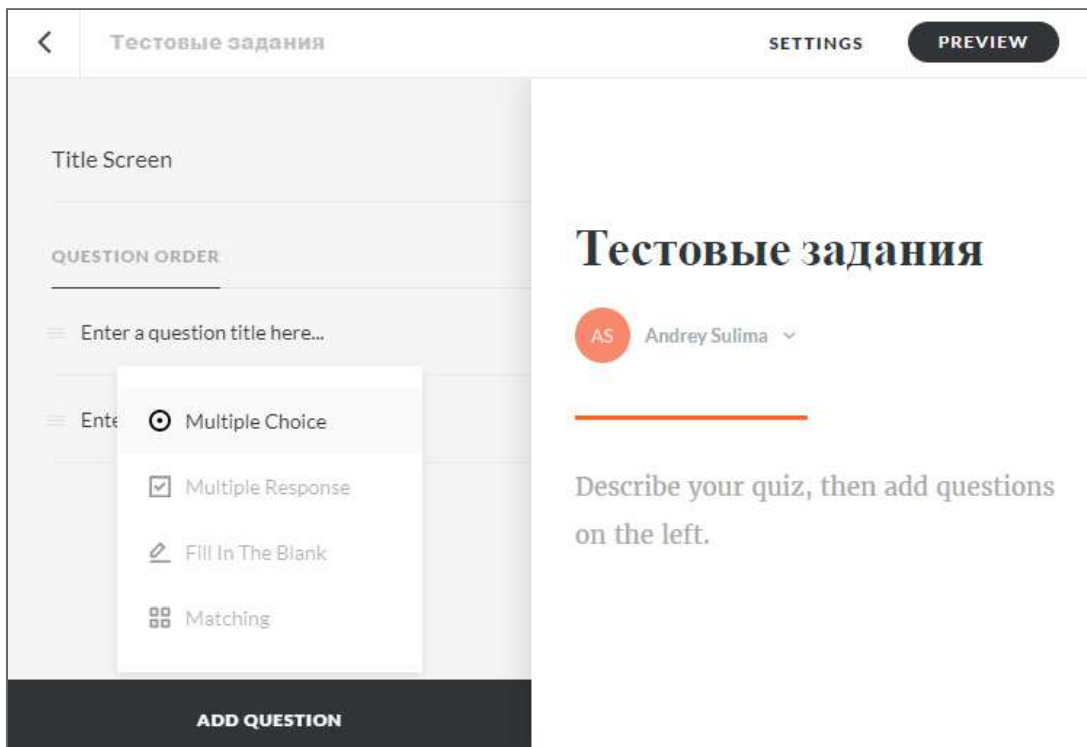 Тестовые задания
SETTINGS
PREVIEW
Title Screen
QUESTION ORDER
Enter a question title here...
Ente
Multiple Choice
Multiple Response
Fill In The Blank
Matching
ADD QUESTION
Тестовые задания
AS
Andrey Sulima
Describe your quiz, then add questions
on the left.